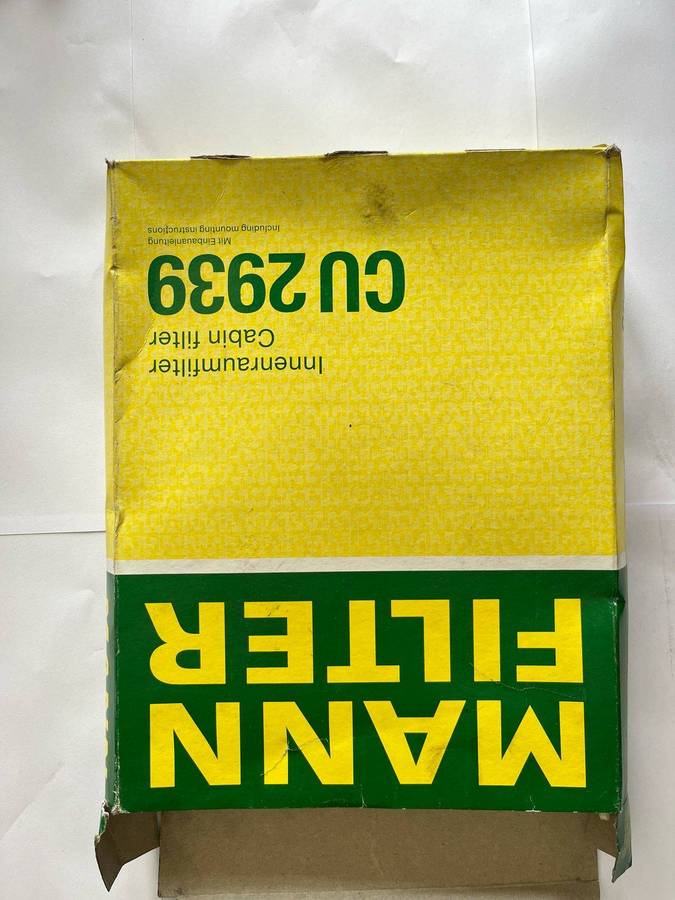 MANN
FILTER
Innenraumfilter
Cabin filter
CU 2939
Mit Einbauanleitung
Including mounting instructions